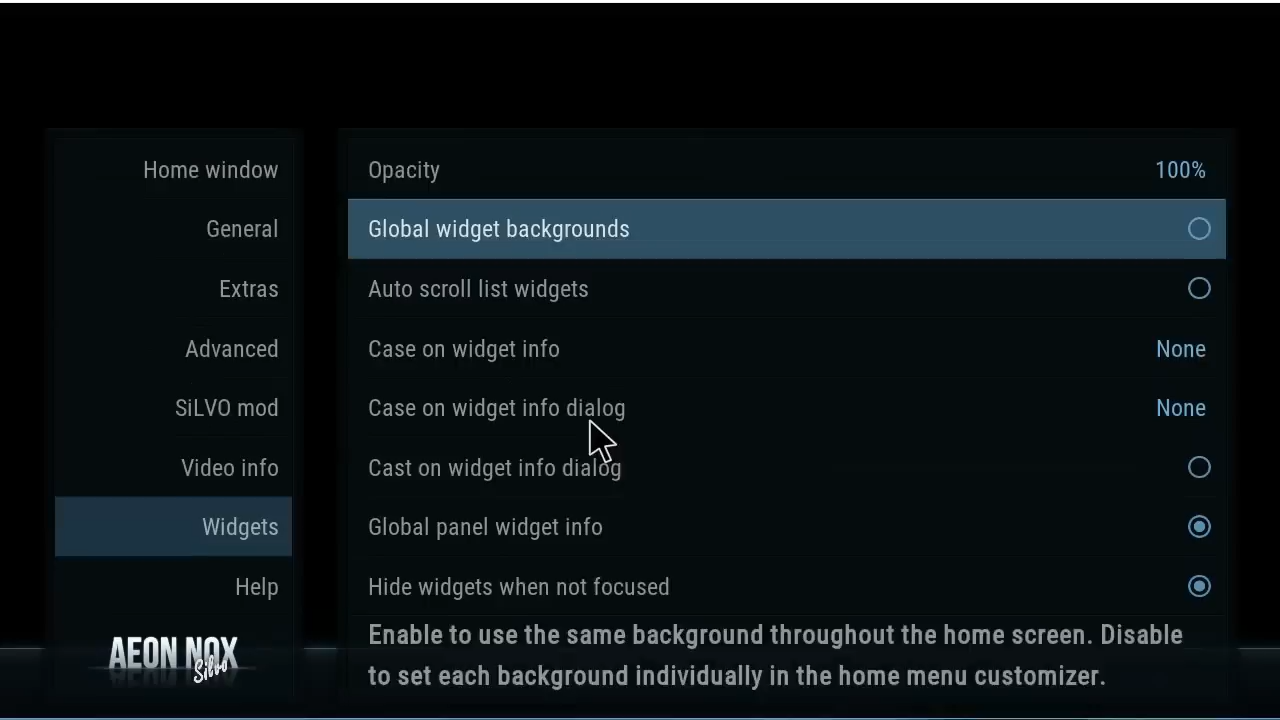 Home window
General
Extras
Advanced
SiLVO mod
Video info
Widgets
Help
AEON NOX
Silvo
Opacity 100%
Global widget backgrounds
Auto scroll list widgets
Case on widget info None
Case on widget info dialog None
Cast on widget info dialog
Global panel widget info
Hide widgets when not focused
Enable to use the same background throughout the home screen. Disable
to set each background individually in the home menu customizer.